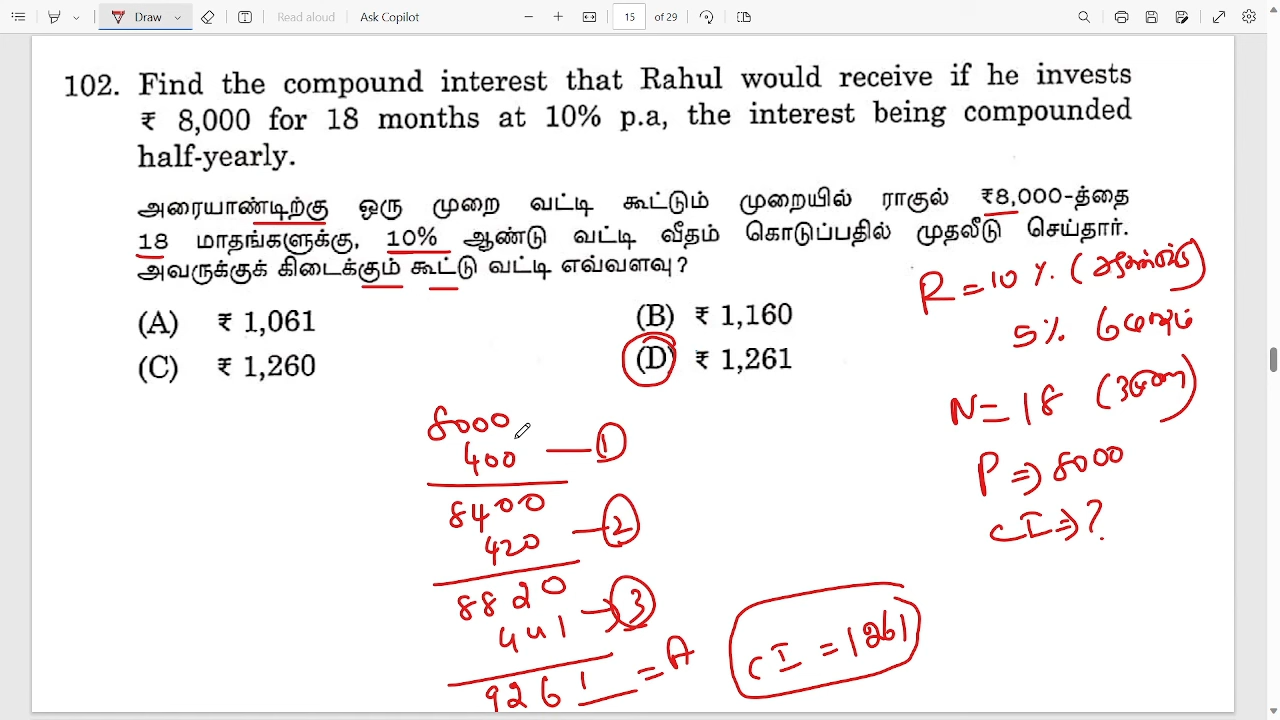 Draw
Read aloud
Ask Copilot
15 of 29
102. Find the compound interest that Rahul would receive if he invests
₹ 8,000 for 18 months at 10% p.a, the interest being compounded
half-yearly.
அரையாண்டிற்கு ஒரு முறை வட்டி கூட்டும் முறையில் ராகுல் ₹8,000-த்தை
18 மாதங்களுக்கு, 10% ஆண்டு வட்டி வீதம் கொடுப்பதில் முதலீடு செய்தார்.
அவருக்குக் கிடைக்கும் கூட்டு வட்டி எவ்வளவு ?
(A) ₹ 1,061
(B) ₹ 1,160
(C) ₹ 1,260
(D) ₹ 1,261
8000
400 — 1
8400
420 — 2
8820
441 → 3
9261 = A
CI = 1261
R = 10 %.
5%
N = 18
P ⇒ 8000
CI ⇒ ?